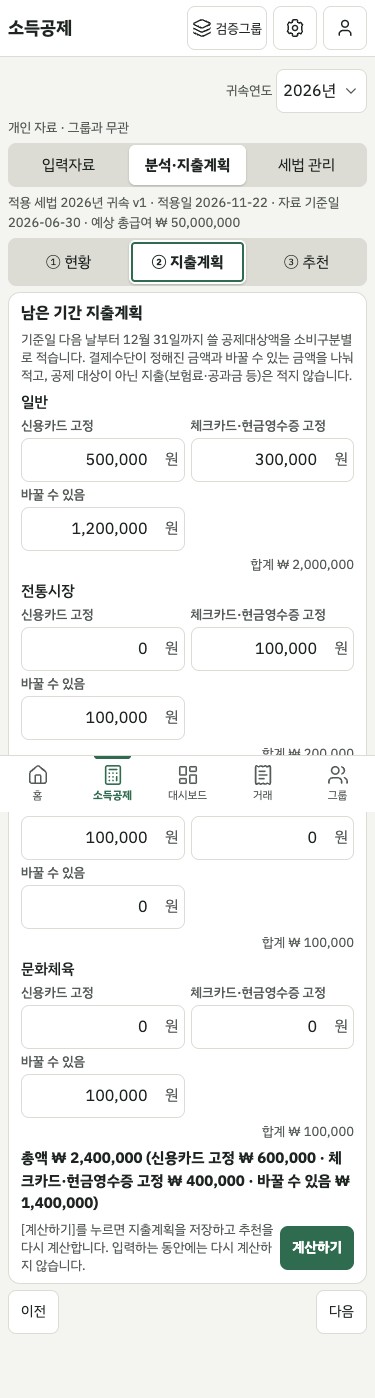 소득공제
검증그룹
귀속연도 2026년
개인 자료 · 그룹과 무관
입력자료 분석·지출계획 세법 관리
적용 세법 2026년 귀속 v1 · 적용일 2026-11-22 · 자료 기준일
2026-06-30 · 예상 총급여 ₩ 50,000,000
① 현황 ② 지출계획 ③ 추천
남은 기간 지출계획
기준일 다음 날부터 12월 31일까지 쓸 공제대상액을 소비구분별
로 적습니다. 결제수단이 정해진 금액과 바꿀 수 있는 금액을 나눠
적고, 공제 대상이 아닌 지출(보험료·공과금 등)은 적지 않습니다.
일반
신용카드 고정 체크카드·현금영수증 고정
500,000 원 300,000 원
바꿀 수 있음
1,200,000 원
합계 ₩ 2,000,000
전통시장
신용카드 고정 체크카드·현금영수증 고정
0 원 100,000 원
바꿀 수 있음
100,000 원
합계 ₩ 200,000
홈 소득공제 대시보드 거래 그룹
100,000 원 0 원
바꿀 수 있음
0 원
합계 ₩ 100,000
문화체육
신용카드 고정 체크카드·현금영수증 고정
0 원 0 원
바꿀 수 있음
100,000 원
합계 ₩ 100,000
총액 ₩ 2,400,000 (신용카드 고정 ₩ 600,000 · 체
크카드·현금영수증 고정 ₩ 400,000 · 바꿀 수 있음 ₩
1,400,000)
[계산하기]를 누르면 지출계획을 저장하고 추천을
다시 계산합니다. 입력하는 동안에는 다시 계산하
지 않습니다.
계산하기
이전 다음